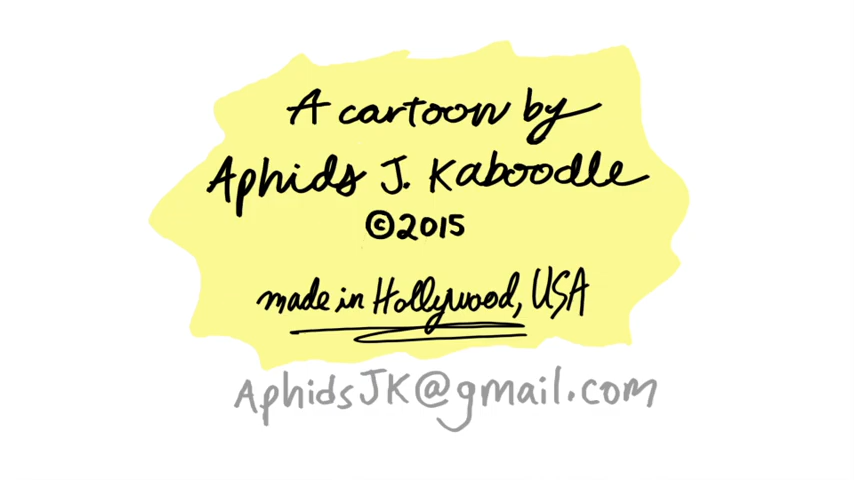 A cartoon by
Aphids J. Kaboodle
©2015
made in Hollywood, USA
AphidsJK@gmail.com